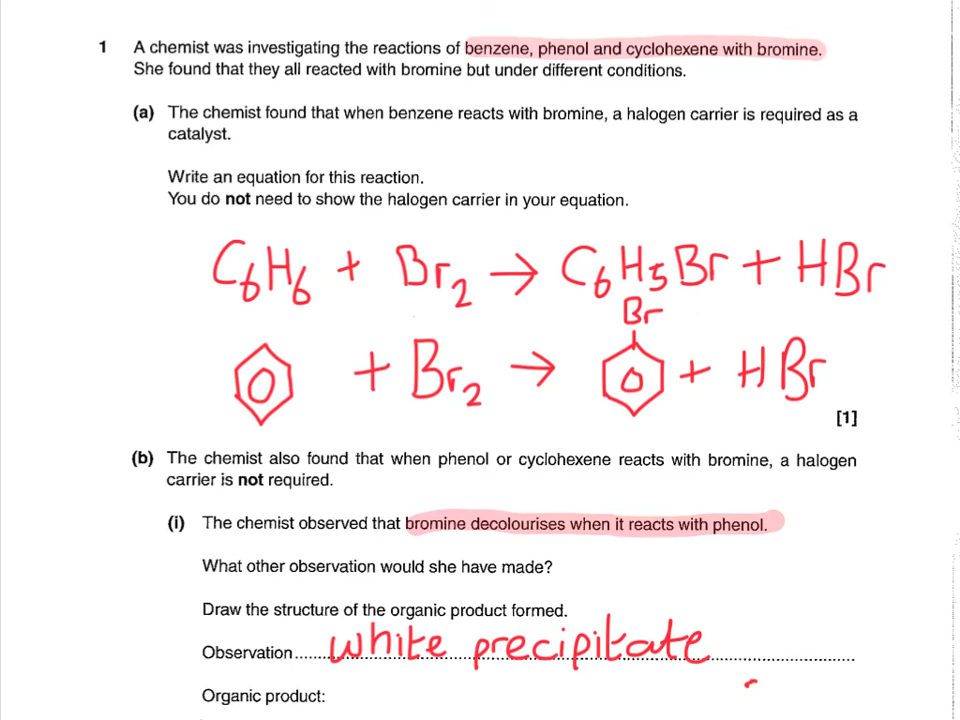 1 A chemist was investigating the reactions of benzene, phenol and cyclohexene with bromine.
She found that they all reacted with bromine but under different conditions.
(a) The chemist found that when benzene reacts with bromine, a halogen carrier is required as a
catalyst.
Write an equation for this reaction.
You do not need to show the halogen carrier in your equation.
C6H6 + Br2 → C6H5Br + HBr
Br
+ Br2 → + HBr
[1]
(b) The chemist also found that when phenol or cyclohexene reacts with bromine, a halogen
carrier is not required.
(i) The chemist observed that bromine decolourises when it reacts with phenol.
What other observation would she have made?
Draw the structure of the organic product formed.
Observation white precipitate
Organic product: